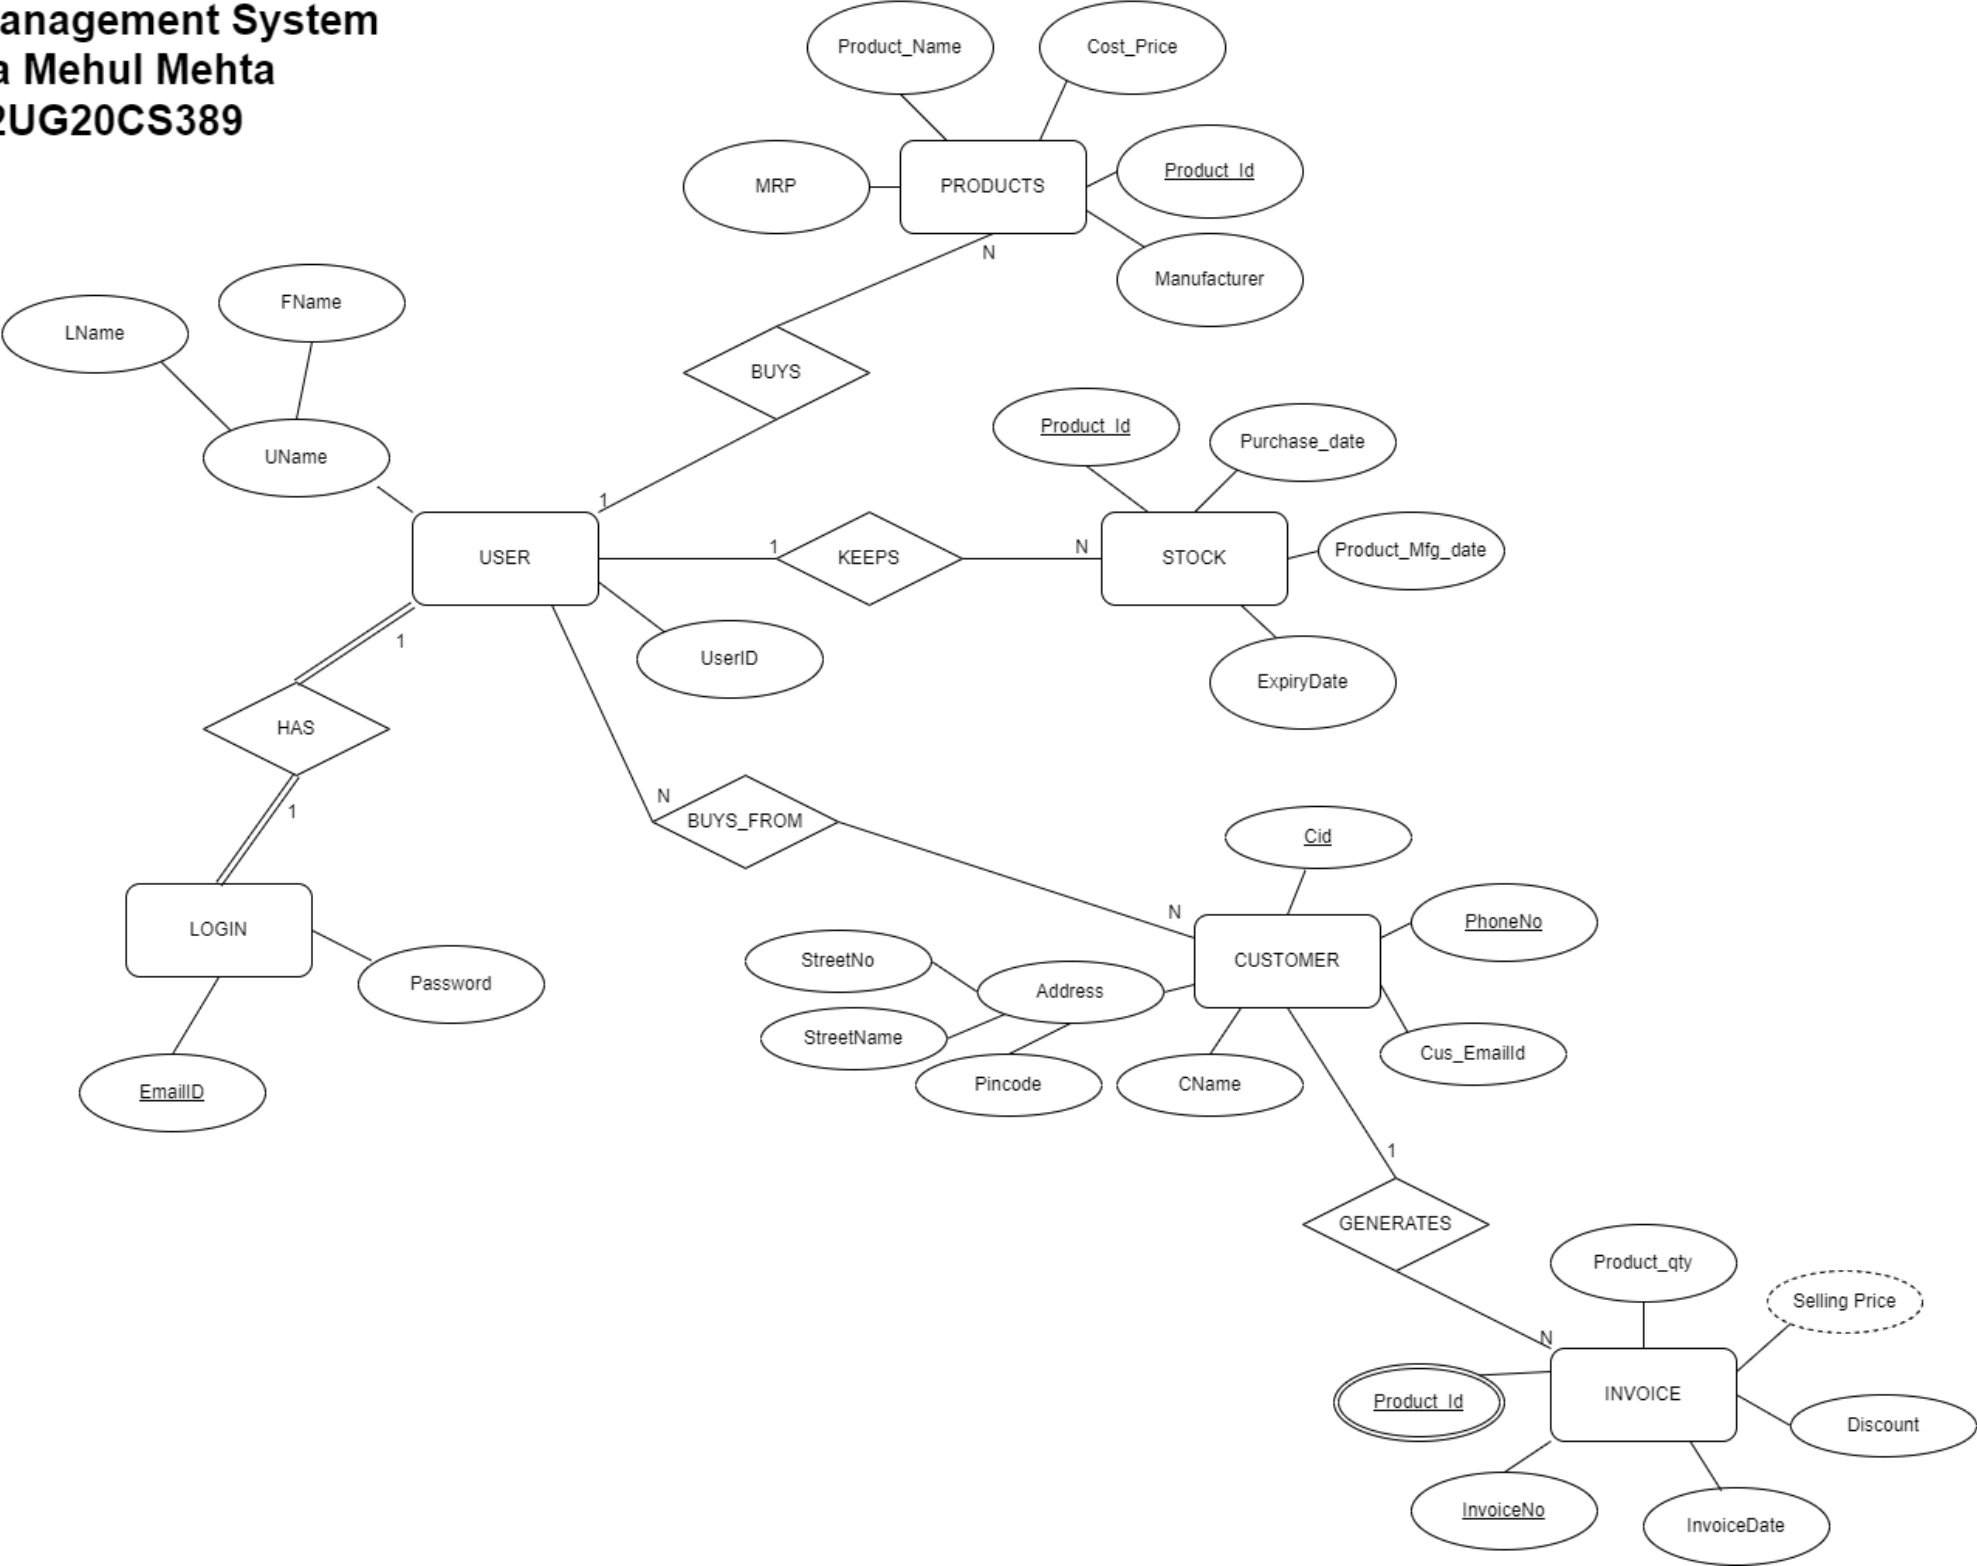 anagement System
a Mehul Mehta
2UG20CS389
Product_Name
Cost_Price
MRP
PRODUCTS
Product_Id
N
Manufacturer
LName
FName
BUYS
UName
1
Product_Id
Purchase_date
USER
1
KEEPS
N
STOCK
Product_Mfg_date
1
UserID
ExpiryDate
HAS
1
N
BUYS_FROM
Cid
LOGIN
Password
EmailID
N
CUSTOMER
PhoneNo
StreetNo
Address
StreetName
Pincode
CName
Cus_EmailId
1
GENERATES
N
Product_qty
Selling Price
Product_Id
INVOICE
Discount
InvoiceNo
InvoiceDate